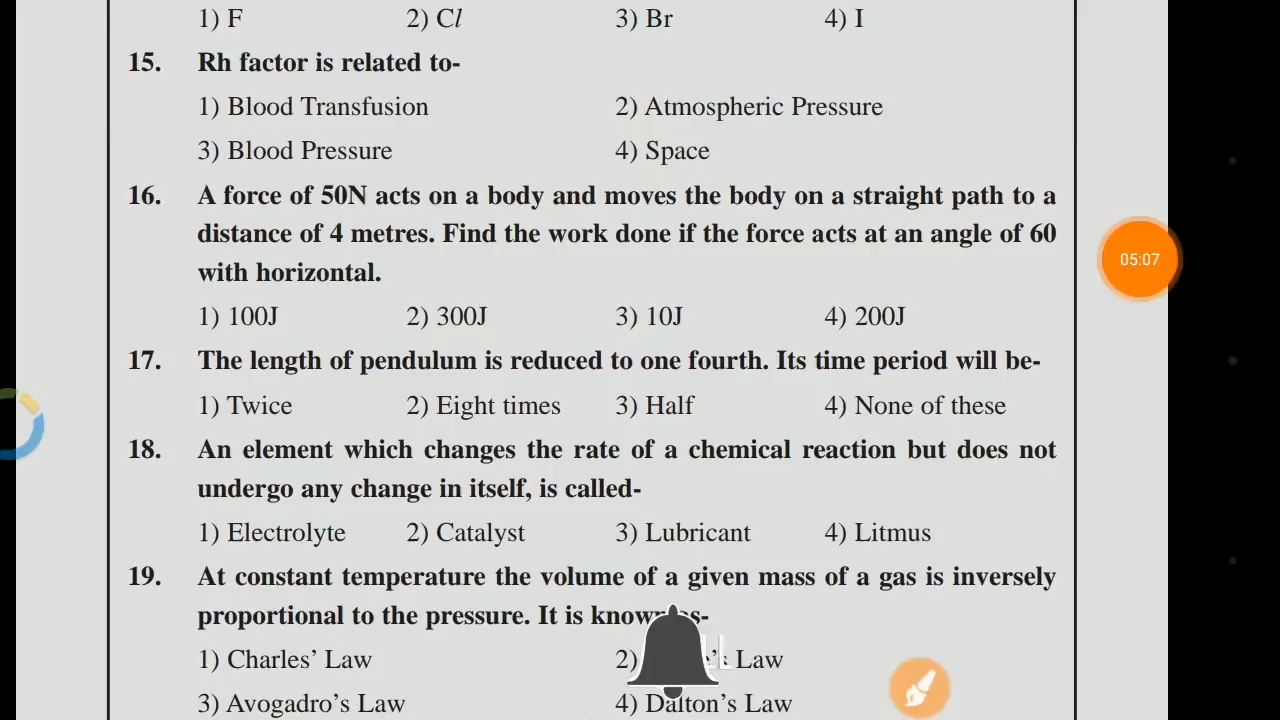 1) F 2) Cl 3) Br 4) I
15. Rh factor is related to-
1) Blood Transfusion 2) Atmospheric Pressure
3) Blood Pressure 4) Space
16. A force of 50N acts on a body and moves the body on a straight path to a
distance of 4 metres. Find the work done if the force acts at an angle of 60
with horizontal.
05:07
1) 100J 2) 300J 3) 10J 4) 200J
17. The length of pendulum is reduced to one fourth. Its time period will be-
1) Twice 2) Eight times 3) Half 4) None of these
18. An element which changes the rate of a chemical reaction but does not
undergo any change in itself, is called-
1) Electrolyte 2) Catalyst 3) Lubricant 4) Litmus
19. At constant temperature the volume of a given mass of a gas is inversely
proportional to the pressure. It is known
1) Charles' Law 2) Law
3) Avogadro's Law 4) Dalton's Law